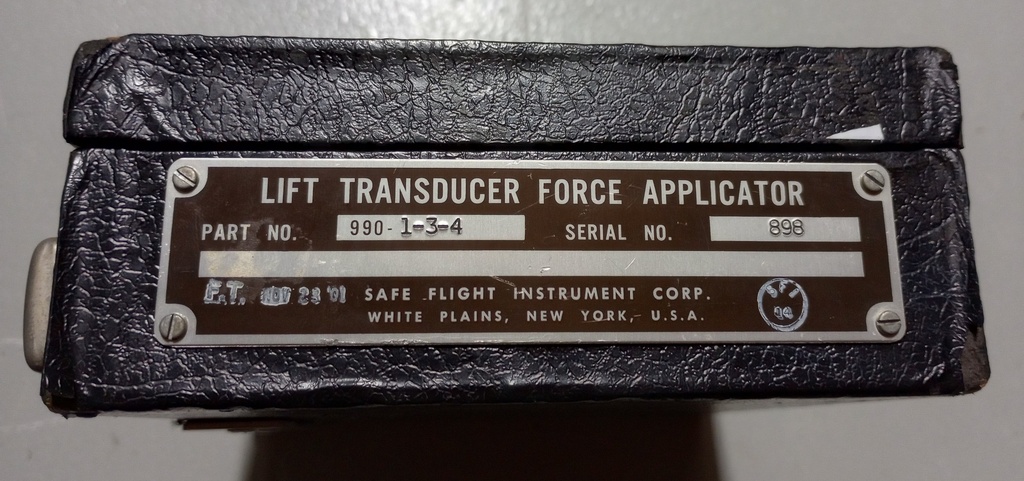 LIFT TRANSDUCER FORCE APPLICATOR
PART NO. 990-1-3-4 SERIAL NO. 898
F.T. NOV 28 '01 SAFE FLIGHT INSTRUMENT CORP.
WHITE PLAINS, NEW YORK, U.S.A.
SFI